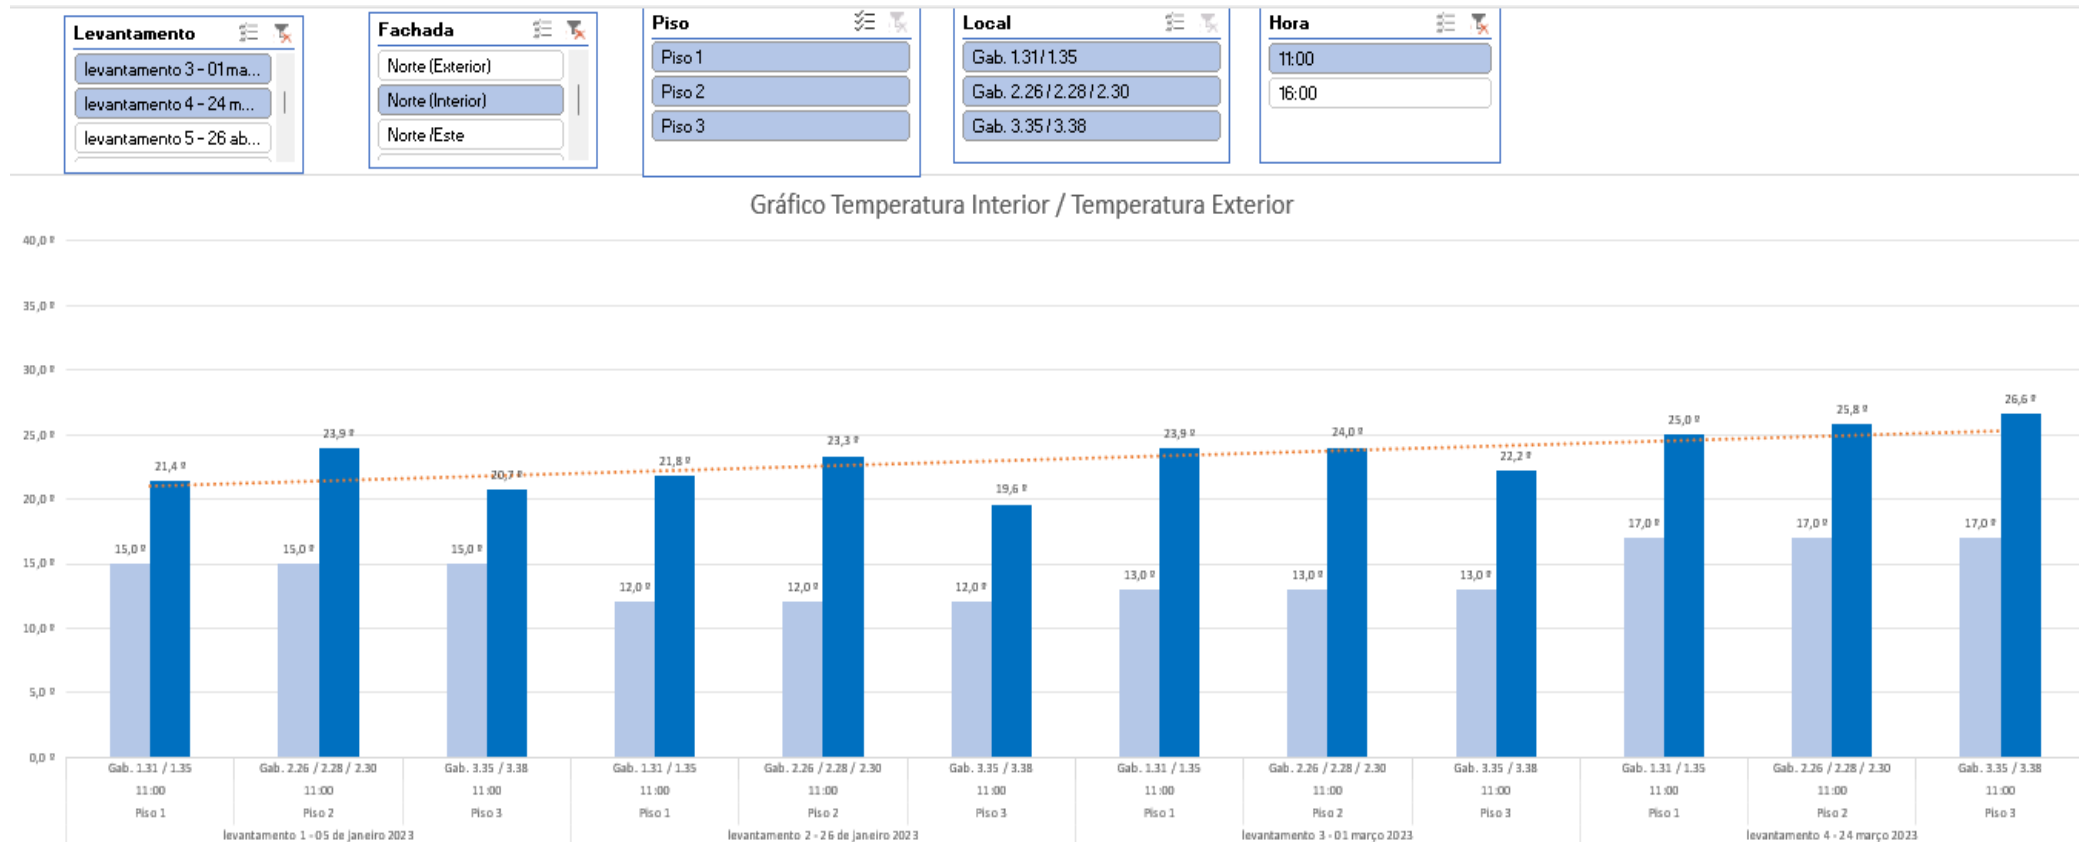 Levantamento
levantamento 3 - 01 ma...
levantamento 4 - 24 m...
levantamento 5 - 26 ab...
Fachada
Norte (Exterior)
Norte (Interior)
Norte /Este
Piso
Piso 1
Piso 2
Piso 3
Local
Gab. 1.31 / 1.35
Gab. 2.26 / 2.28 / 2.30
Gab. 3.35 / 3.38
Hora
11:00
16:00
Gráfico Temperatura Interior / Temperatura Exterior
40,0 º
35,0 º
30,0 º
25,0 º
20,0 º
15,0 º
10,0 º
5,0 º
0,0 º
15,0 º 21,4 º 15,0 º 23,9 º 15,0 º 20,7 º 12,0 º 21,8 º 12,0 º 23,3 º 12,0 º 19,6 º 13,0 º 23,9 º 13,0 º 24,0 º 13,0 º 22,2 º 17,0 º 25,0 º 17,0 º 25,8 º 17,0 º 26,6 º
Gab. 1.31 / 1.35 Gab. 2.26 / 2.28 / 2.30 Gab. 3.35 / 3.38 Gab. 1.31 / 1.35 Gab. 2.26 / 2.28 / 2.30 Gab. 3.35 / 3.38 Gab. 1.31 / 1.35 Gab. 2.26 / 2.28 / 2.30 Gab. 3.35 / 3.38 Gab. 1.31 / 1.35 Gab. 2.26 / 2.28 / 2.30 Gab. 3.35 / 3.38
11:00 11:00 11:00 11:00 11:00 11:00 11:00 11:00 11:00 11:00 11:00 11:00
Piso 1 Piso 2 Piso 3 Piso 1 Piso 2 Piso 3 Piso 1 Piso 2 Piso 3 Piso 1 Piso 2 Piso 3
levantamento 1 - 05 de janeiro 2023 levantamento 2 - 26 de janeiro 2023 levantamento 3 - 01 março 2023 levantamento 4 - 24 março 2023